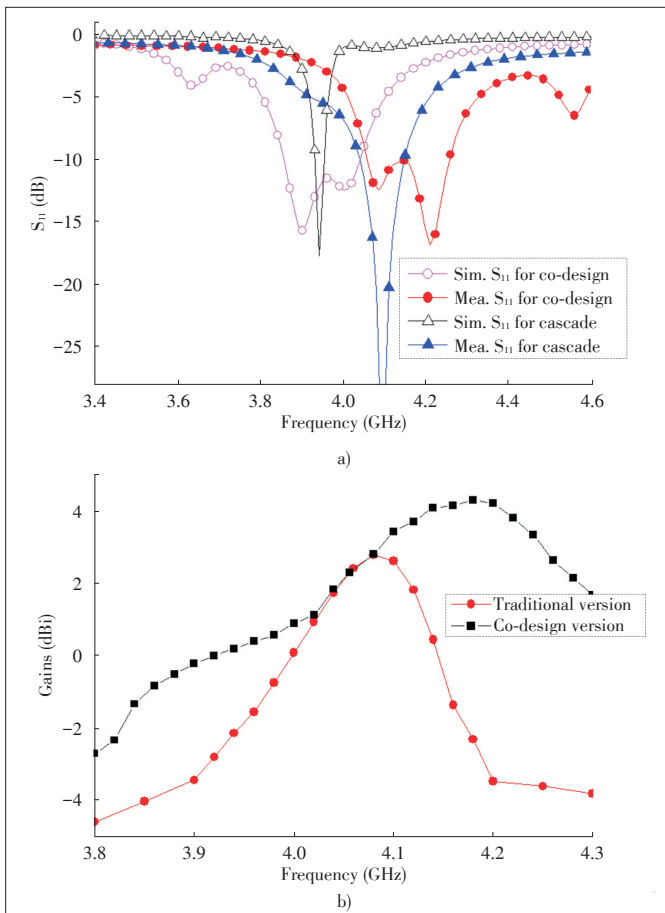 0
−5
−10
−15
−20
−25
S₁₁ (dB)
Sim. S₁₁ for co-design
Mea. S₁₁ for co-design
Sim. S₁₁ for cascade
Mea. S₁₁ for cascade
3.4 3.6 3.8 4.0 4.2 4.4 4.6
Frequency (GHz)
a)
4
2
0
−2
−4
Gains (dBi)
Traditional version
Co-design version
3.8 3.9 4.0 4.1 4.2 4.3
Frequency (GHz)
b)